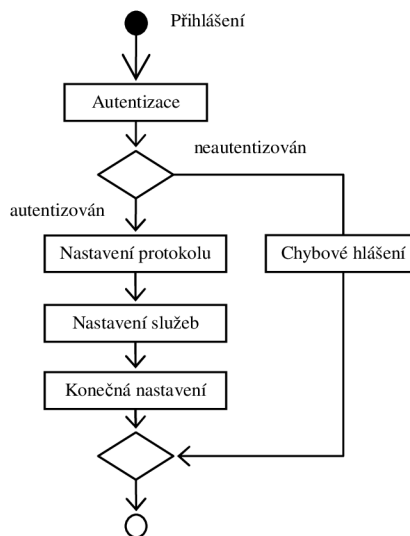 Přihlášení
Autentizace
neautentizován
autentizován
Nastavení protokolu
Chybové hlášení
Nastavení služeb
Konečná nastavení